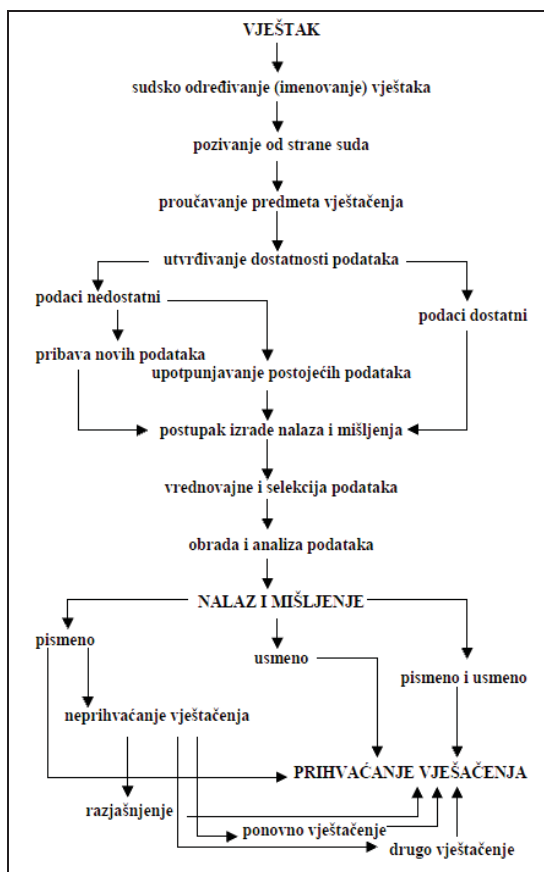 VJEŠTAK
sudsko određivanje (imenovanje) vještaka
pozivanje od strane suda
proučavanje predmeta vještačenja
utvrđivanje dostatnosti podataka
podaci nedostatni
podaci dostatni
pribava novih podataka
upotpunjavanje postojećih podataka
postupak izrade nalaza i mišljenja
vrednovajne i selekcija podataka
obrada i analiza podataka
NALAZ I MIŠLJENJE
pismeno
usmeno
pismeno i usmeno
neprihvaćanje vještačenja
PRIHVAĆANJE VJEŠAČENJA
razjašnjenje
ponovno vještačenje
drugo vještačenje